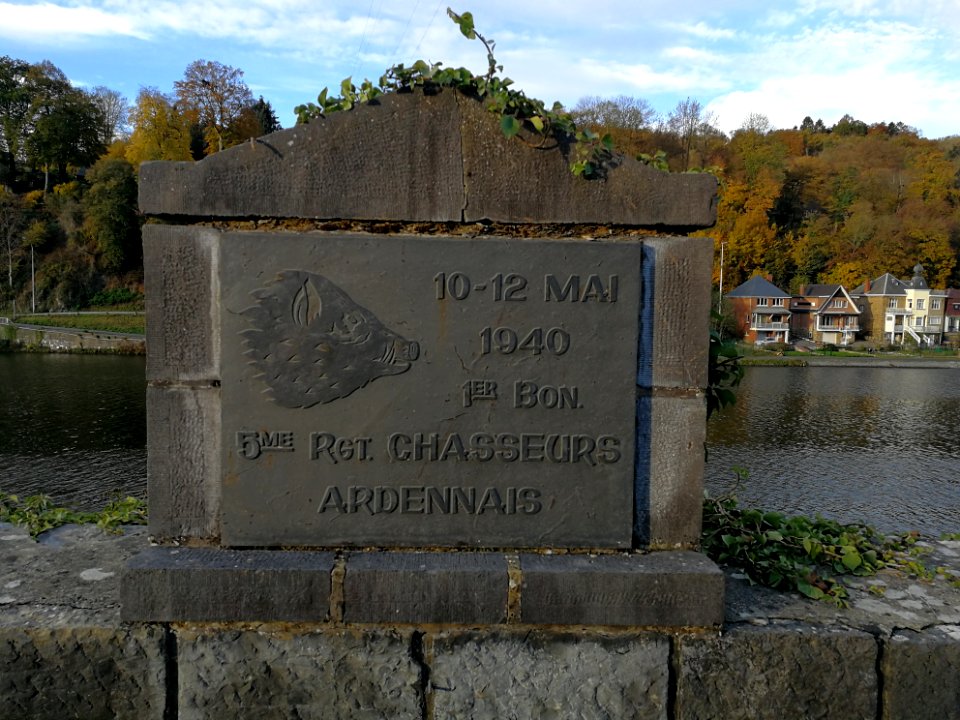 10-12 MAI
1940
1ER BON.
5ME RGT. CHASSEURS
ARDENNAIS